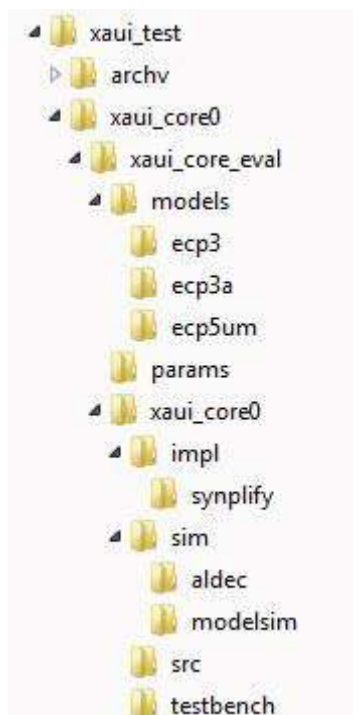 xaui_test
archv
xaui_core0
xaui_core_eval
models
ecp3
ecp3a
ecp5um
params
xaui_core0
impl
synplify
sim
aldec
modelsim
src
testbench